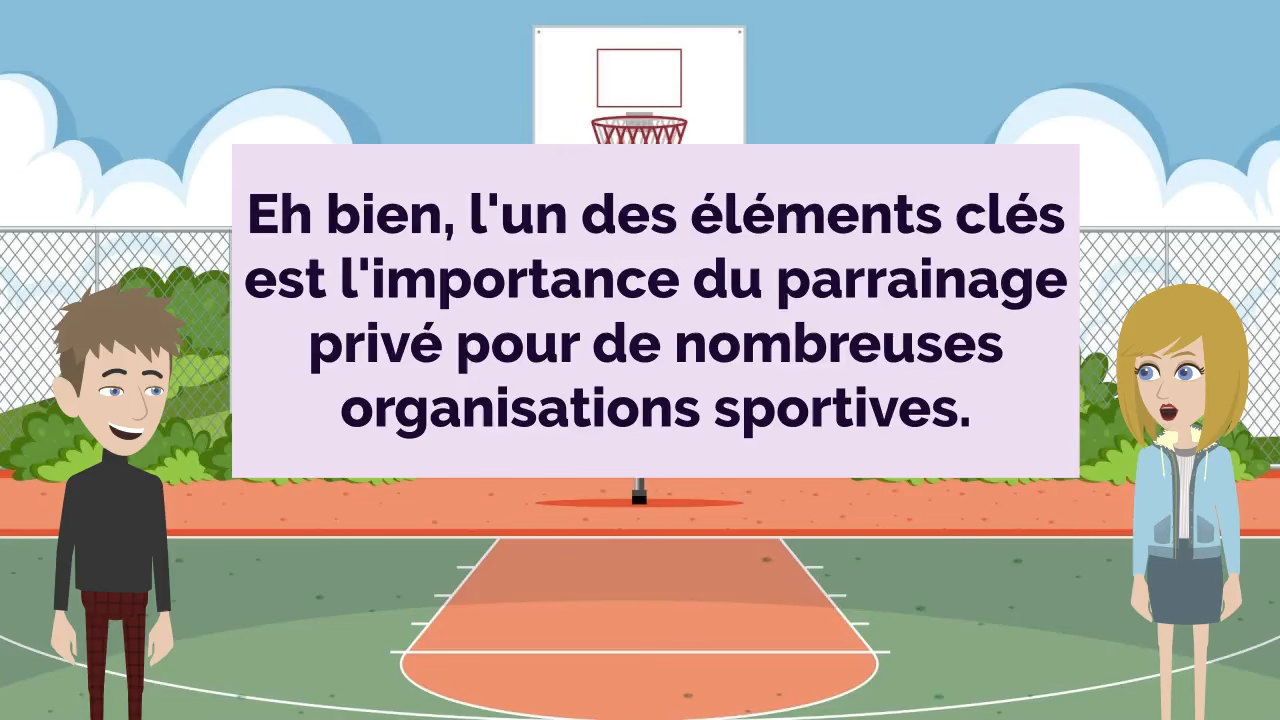 Eh bien, l'un des éléments clés
est l'importance du parrainage
privé pour de nombreuses
organisations sportives.